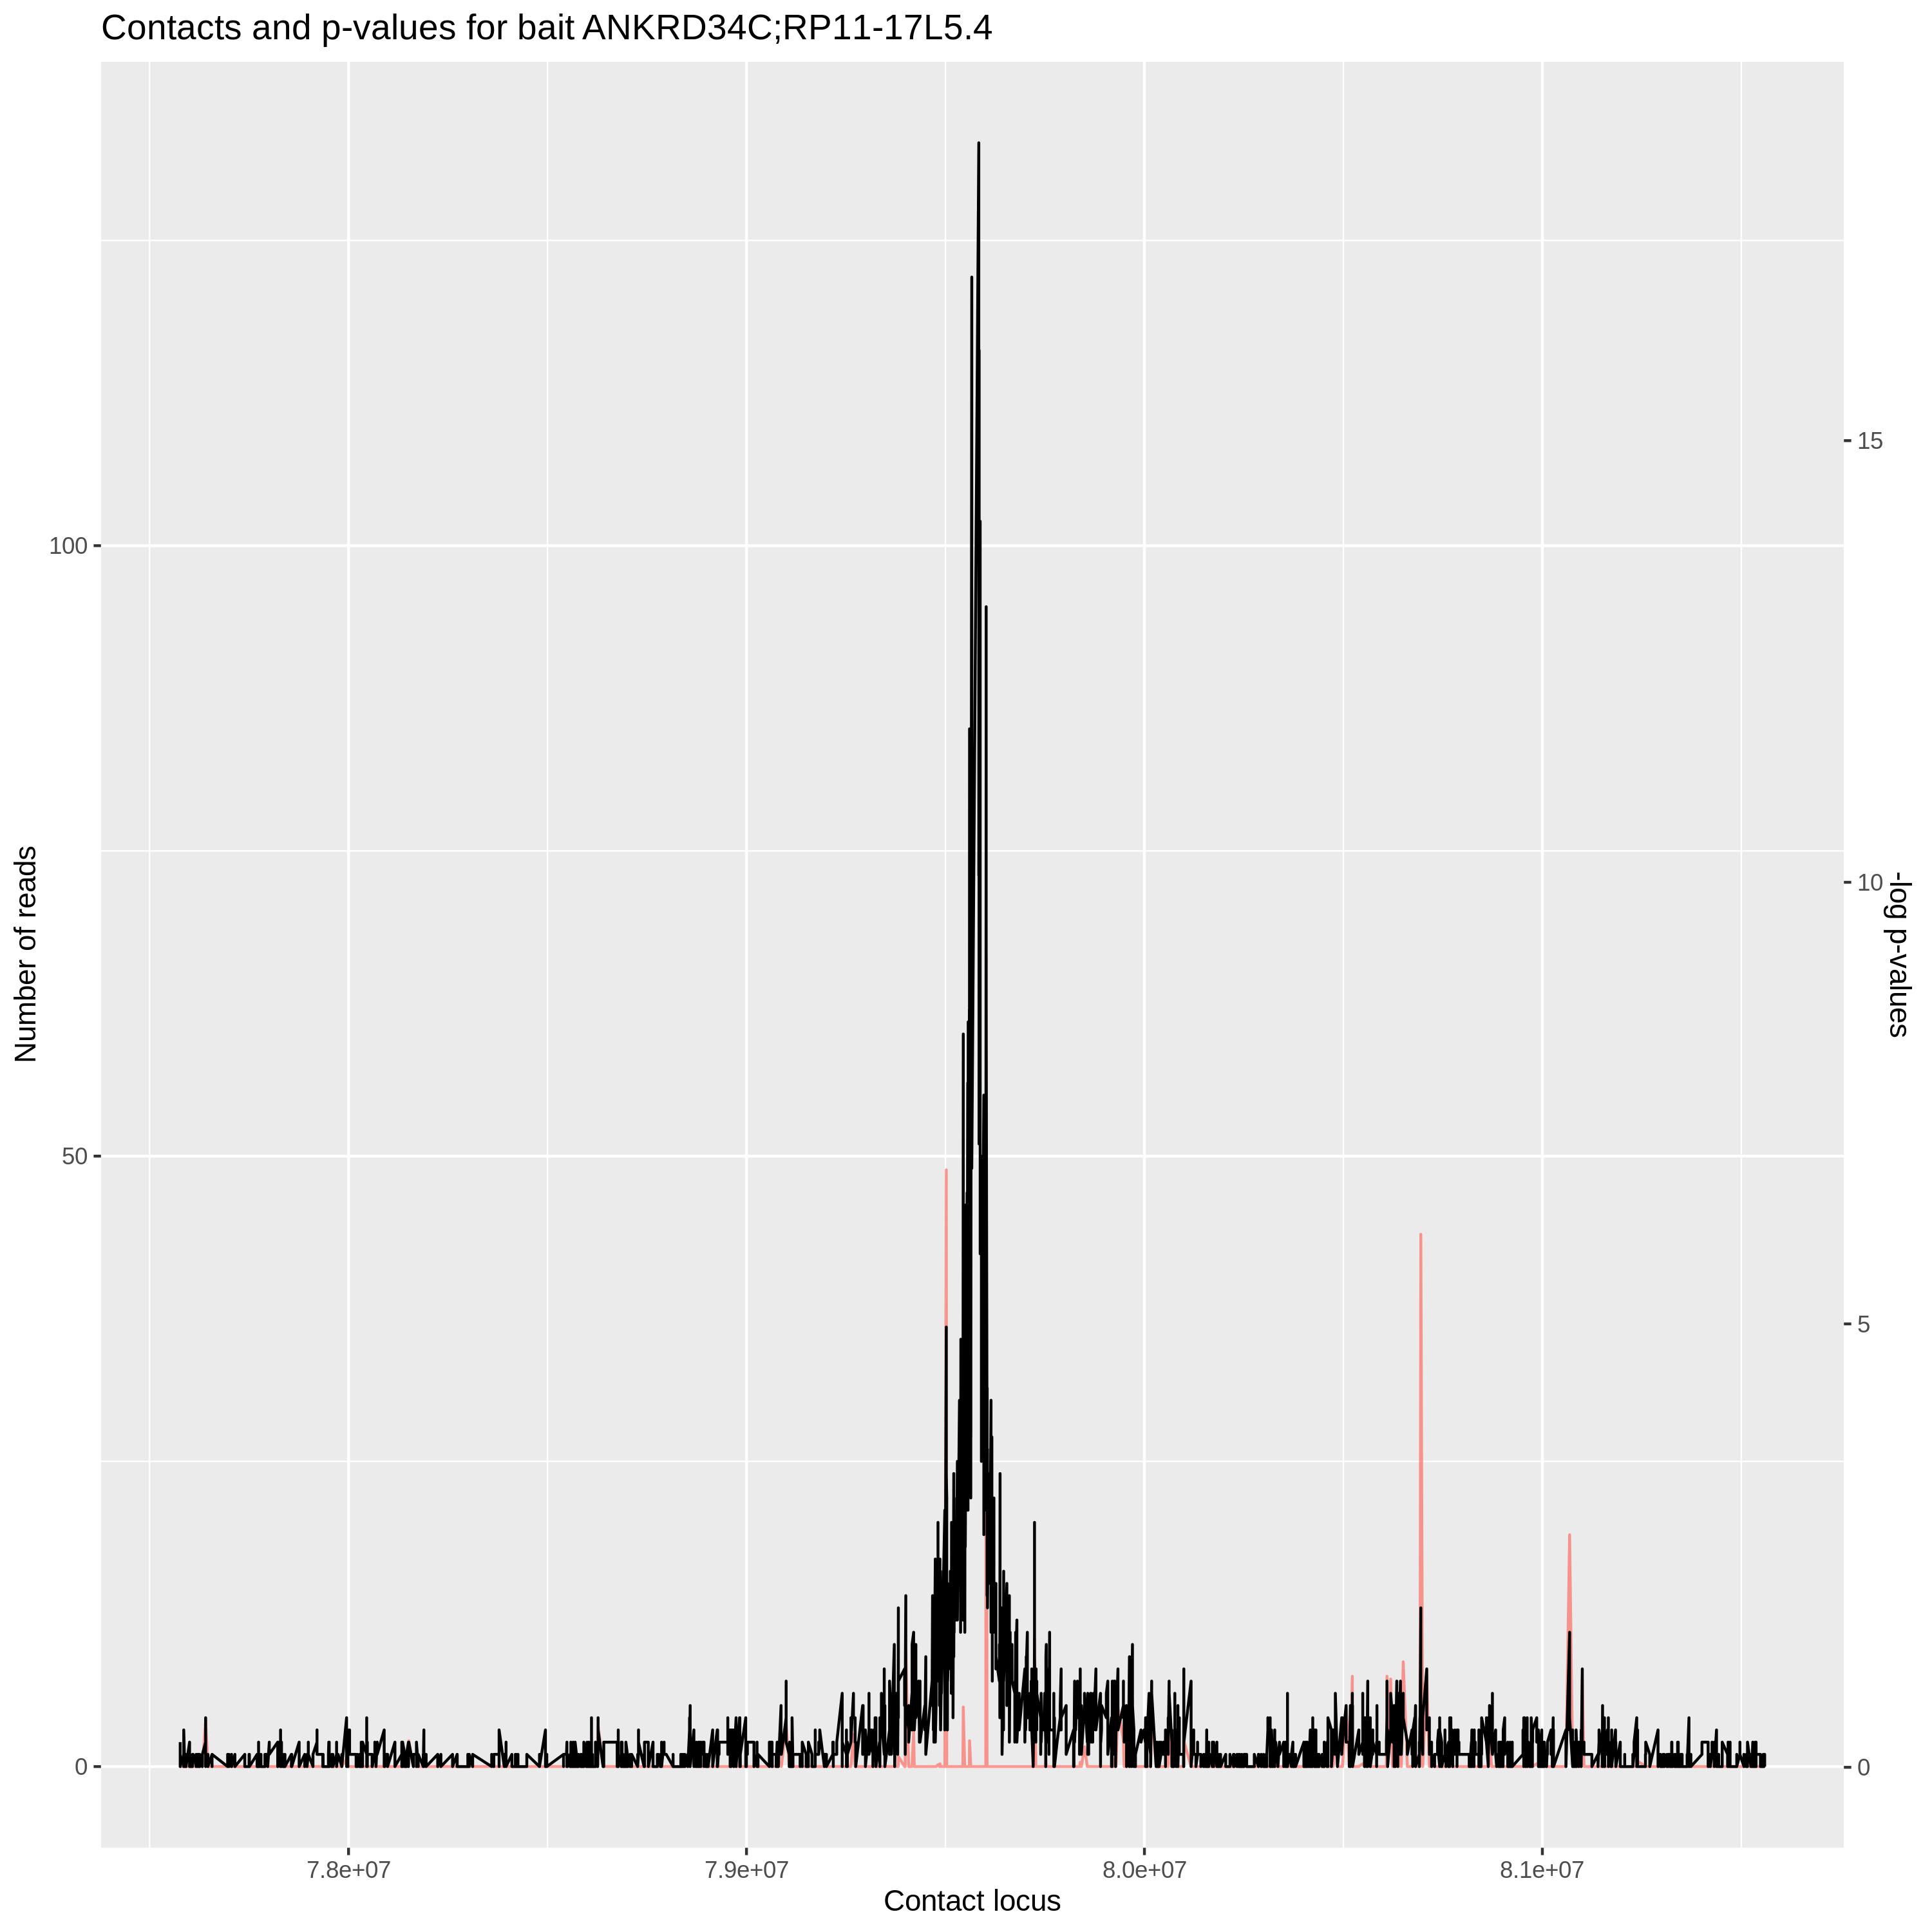 Contacts and p-values for bait ANKRD34C;RP11-17L5.4
Number of reads
100
50
0
15
10
5
0
-log p-values
7.8e+07
7.9e+07
8.0e+07
8.1e+07
Contact locus